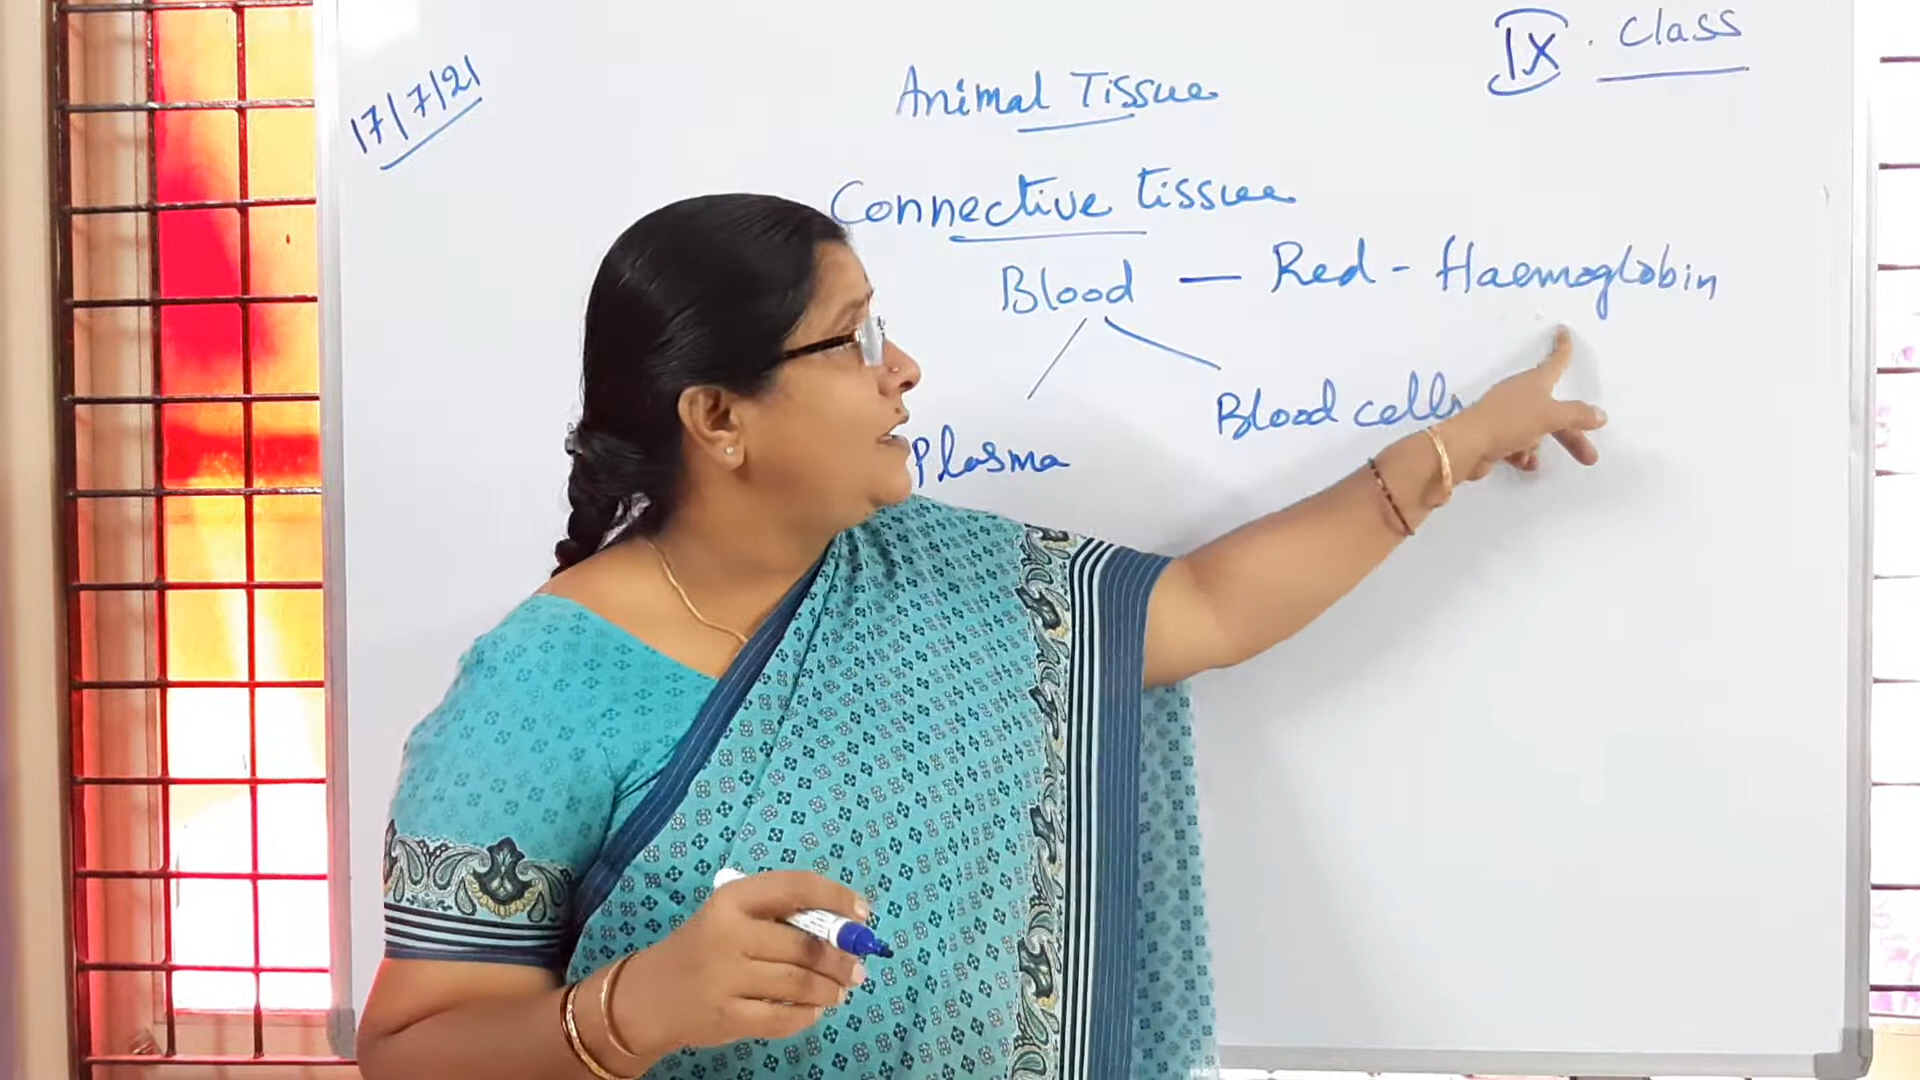 IX. Class
17/7/21
Animal Tissue
Connective tissue
Blood — Red - Haemoglobin
Blood cells
Plasma